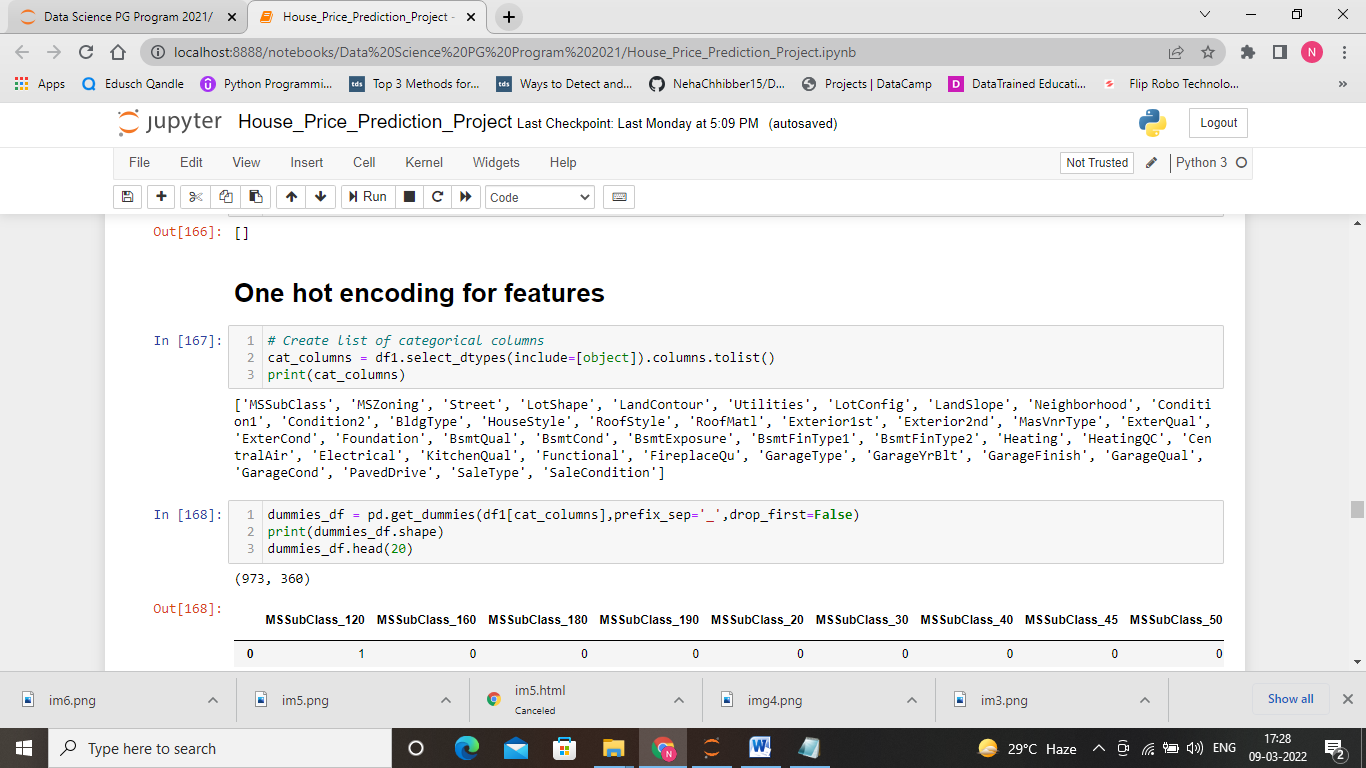 Data Science PG Program 2021/
House_Price_Prediction_Project -
localhost:8888/notebooks/Data%20Science%20PG%20Program%202021/House_Price_Prediction_Project.ipynb
N
Apps
Edusch Qandle
Python Programmi...
tds Top 3 Methods for...
tds Ways to Detect and...
NehaChhibber15/D...
Projects | DataCamp
D DataTrained Educati...
Flip Robo Technolo...
»
jupyter House_Price_Prediction_Project Last Checkpoint: Last Monday at 5:09 PM (autosaved)
Logout
File Edit View Insert Cell Kernel Widgets Help
Not Trusted Python 3
Run Code
Out[166]: []
One hot encoding for features
In [167]: 1 # Create list of categorical columns
2 cat_columns = df1.select_dtypes(include=[object]).columns.tolist()
3 print(cat_columns)
['MSSubClass', 'MSZoning', 'Street', 'LotShape', 'LandContour', 'Utilities', 'LotConfig', 'LandSlope', 'Neighborhood', 'Conditi
on1', 'Condition2', 'BldgType', 'HouseStyle', 'RoofStyle', 'RoofMatl', 'Exterior1st', 'Exterior2nd', 'MasVnrType', 'ExterQual',
'ExterCond', 'Foundation', 'BsmtQual', 'BsmtCond', 'BsmtExposure', 'BsmtFinType1', 'BsmtFinType2', 'Heating', 'HeatingQC', 'Cen
tralAir', 'Electrical', 'KitchenQual', 'Functional', 'FireplaceQu', 'GarageType', 'GarageYrBlt', 'GarageFinish', 'GarageQual',
'GarageCond', 'PavedDrive', 'SaleType', 'SaleCondition']
In [168]: 1 dummies_df = pd.get_dummies(df1[cat_columns],prefix_sep='_',drop_first=False)
2 print(dummies_df.shape)
3 dummies_df.head(20)
(973, 360)
Out[168]:
MSSubClass_120 MSSubClass_160 MSSubClass_180 MSSubClass_190 MSSubClass_20 MSSubClass_30 MSSubClass_40 MSSubClass_45 MSSubClass_50
0 1 0 0 0 0 0 0 0 0
im6.png
im5.png
im5.html
Canceled
img4.png
im3.png
Show all
Type here to search
N
W
29°C Haze
ENG
17:28
09-03-2022
2